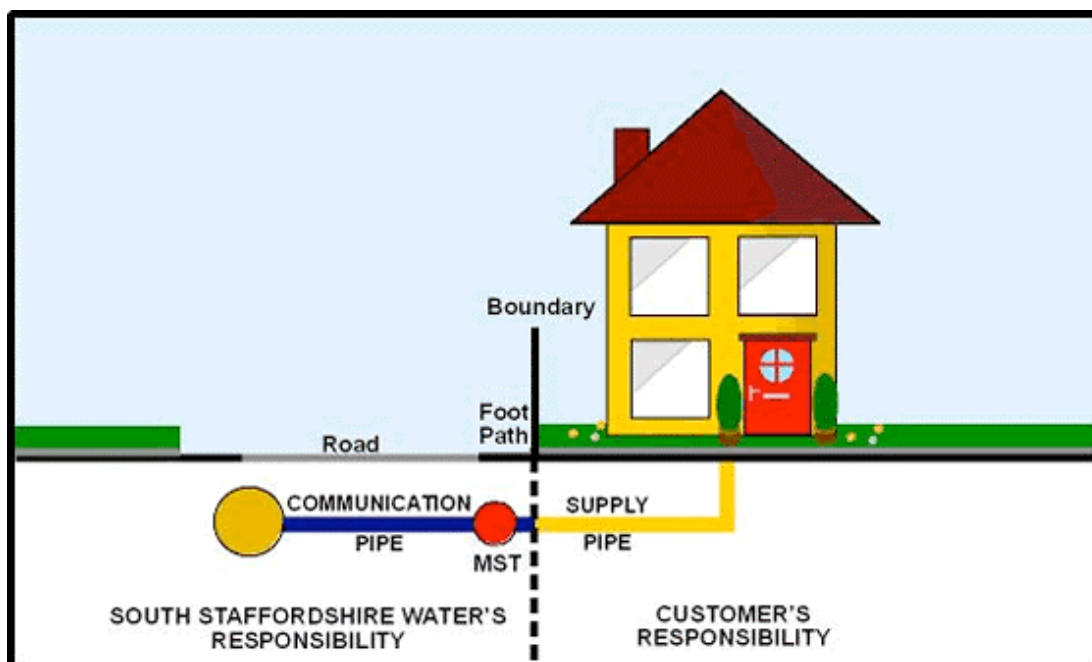 Boundary
Foot
Path
Road
COMMUNICATION
PIPE
MST
SUPPLY
PIPE
SOUTH STAFFORDSHIRE WATER'S
RESPONSIBILITY
CUSTOMER'S
RESPONSIBILITY